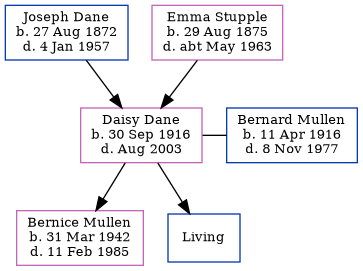 Joseph Dane
b. 27 Aug 1872
d. 4 Jan 1957
Emma Stupple
b. 29 Aug 1875
d. abt May 1963
Daisy Dane
b. 30 Sep 1916
d. Aug 2003
Bernard Mullen
b. 11 Apr 1916
d. 8 Nov 1977
Bernice Mullen
b. 31 Mar 1942
d. 11 Feb 1985
Living